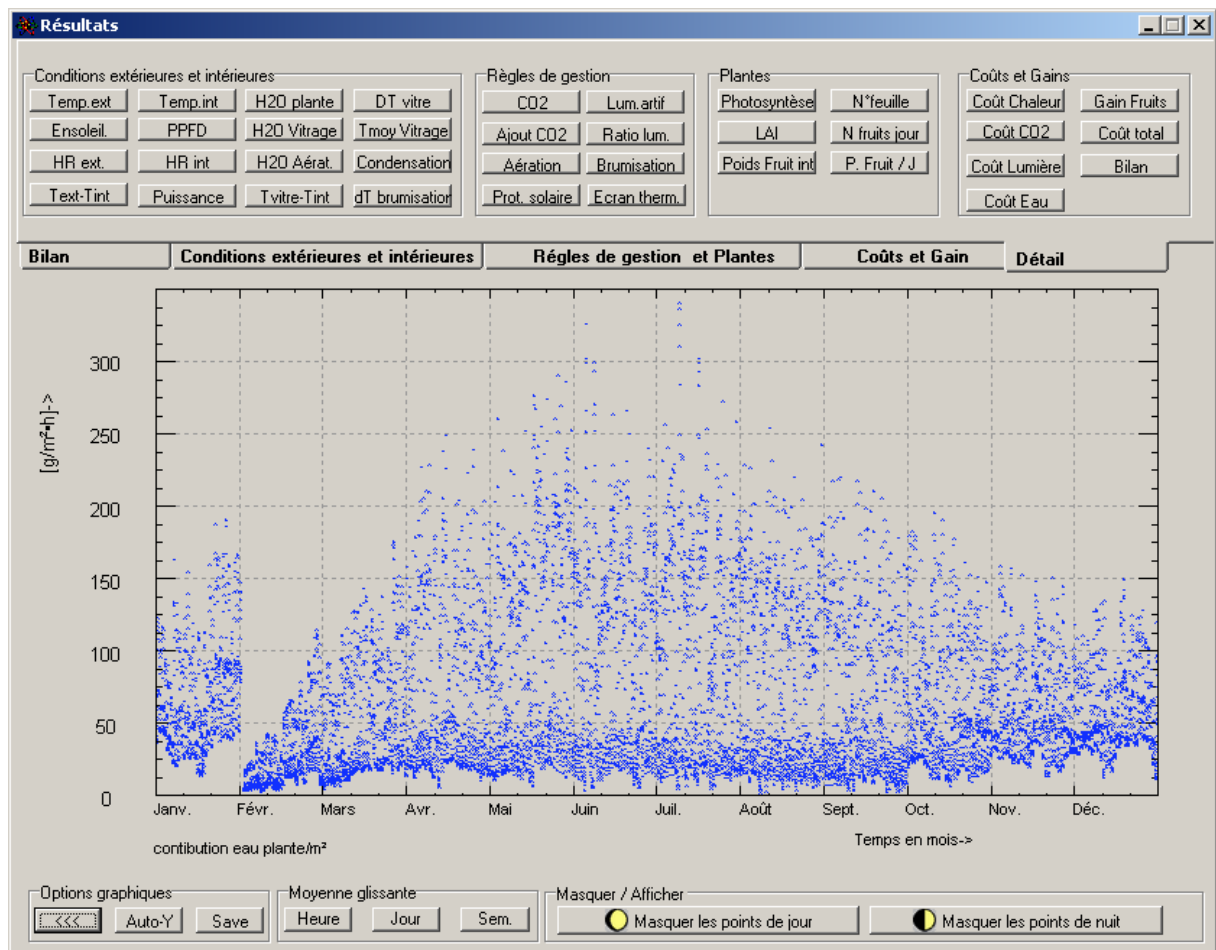 Résultats
Conditions extérieures et intérieures
Temp.ext Temp.int H2O plante DT vitre
Ensoleil. PPFD H2O Vitrage Tmoy Vitrage
HR ext. HR int H2O Aérat. Condensation
Text-Tint Puissance Tvitre-Tint dT brumisation
Règles de gestion
CO2 Lum.artif
Ajout CO2 Ratio lum.
Aération Brumisation
Prot. solaire Ecran therm.
Plantes
Photosyntèse N°feuille
LAI N fruits jour
Poids Fruit int P. Fruit / J
Coûts et Gains
Coût Chaleur Gain Fruits
Coût CO2 Coût total
Coût Lumière Bilan
Coût Eau
Bilan Conditions extérieures et intérieures Régles de gestion et Plantes Coûts et Gain Détail
[g/m²•h]->
300
250
200
150
100
50
0
Janv. Févr. Mars Avr. Mai Juin Juil. Août Sept. Oct. Nov. Déc.
Temps en mois->
contibution eau plante/m²
Options graphiques
<<< Auto-Y Save
Moyenne glissante
Heure Jour Sem.
Masquer / Afficher
Masquer les points de jour Masquer les points de nuit